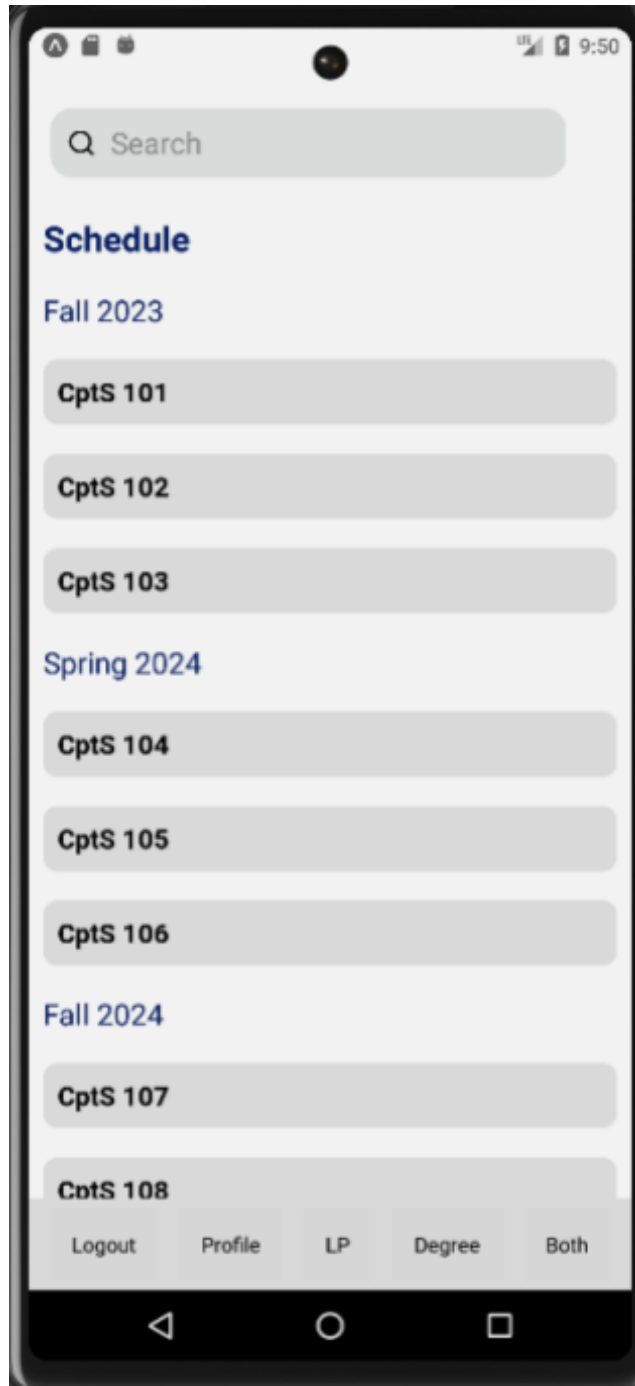 LTE 9:50
Search
Schedule
Fall 2023
CptS 101
CptS 102
CptS 103
Spring 2024
CptS 104
CptS 105
CptS 106
Fall 2024
CptS 107
CptS 108
Logout Profile LP Degree Both